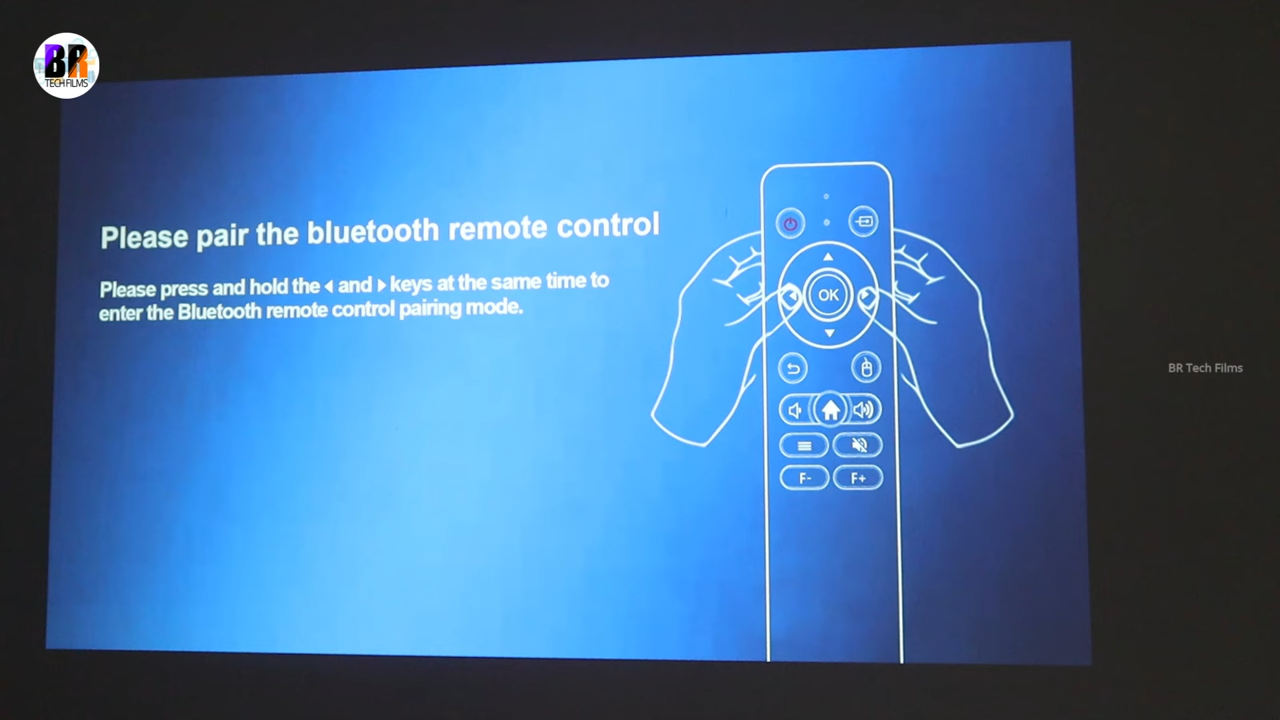 BR
TECH FILMS
Please pair the bluetooth remote control
Please press and hold the ◂ and ▸ keys at the same time to
enter the Bluetooth remote control pairing mode.
OK
F-
F+
BR Tech Films